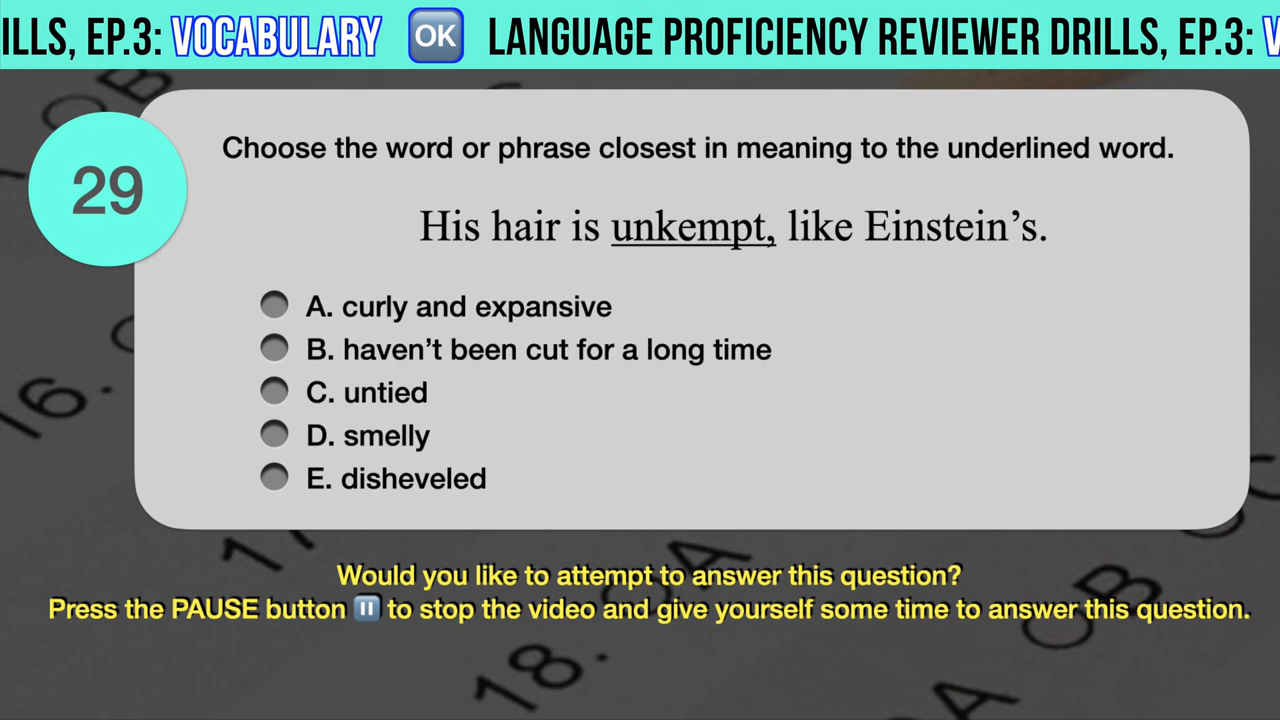 ILLS, EP.3: VOCABULARY 🆗 LANGUAGE PROFICIENCY REVIEWER DRILLS, EP.3: V
29
Choose the word or phrase closest in meaning to the underlined word.
His hair is unkempt, like Einstein’s.
A. curly and expansive
B. haven’t been cut for a long time
C. untied
D. smelly
E. disheveled
Would you like to attempt to answer this question?
Press the PAUSE button ⏸️ to stop the video and give yourself some time to answer this question.
16.
17
18.
A
B
A